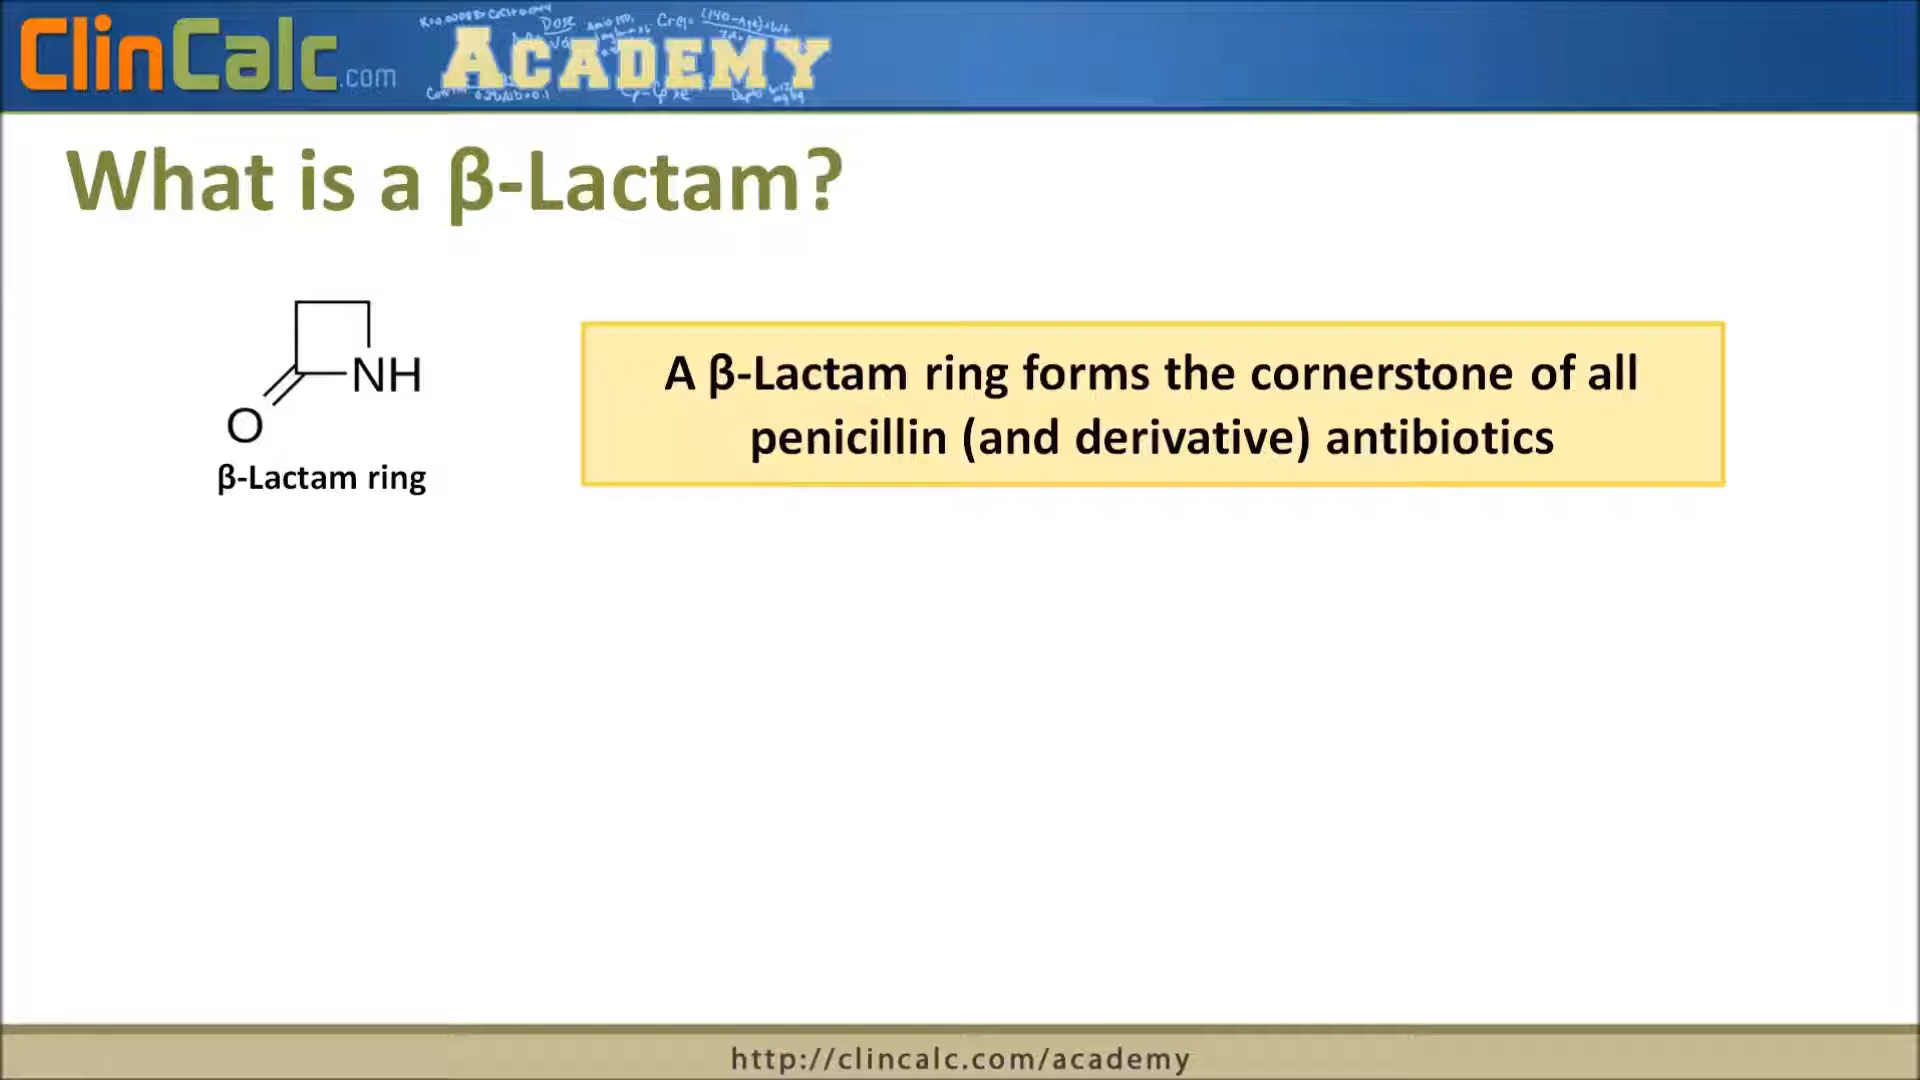 ClinCalc.com ACADEMY
What is a β-Lactam?
NH
O
β-Lactam ring
A β-Lactam ring forms the cornerstone of all
penicillin (and derivative) antibiotics
http://clincalc.com/academy